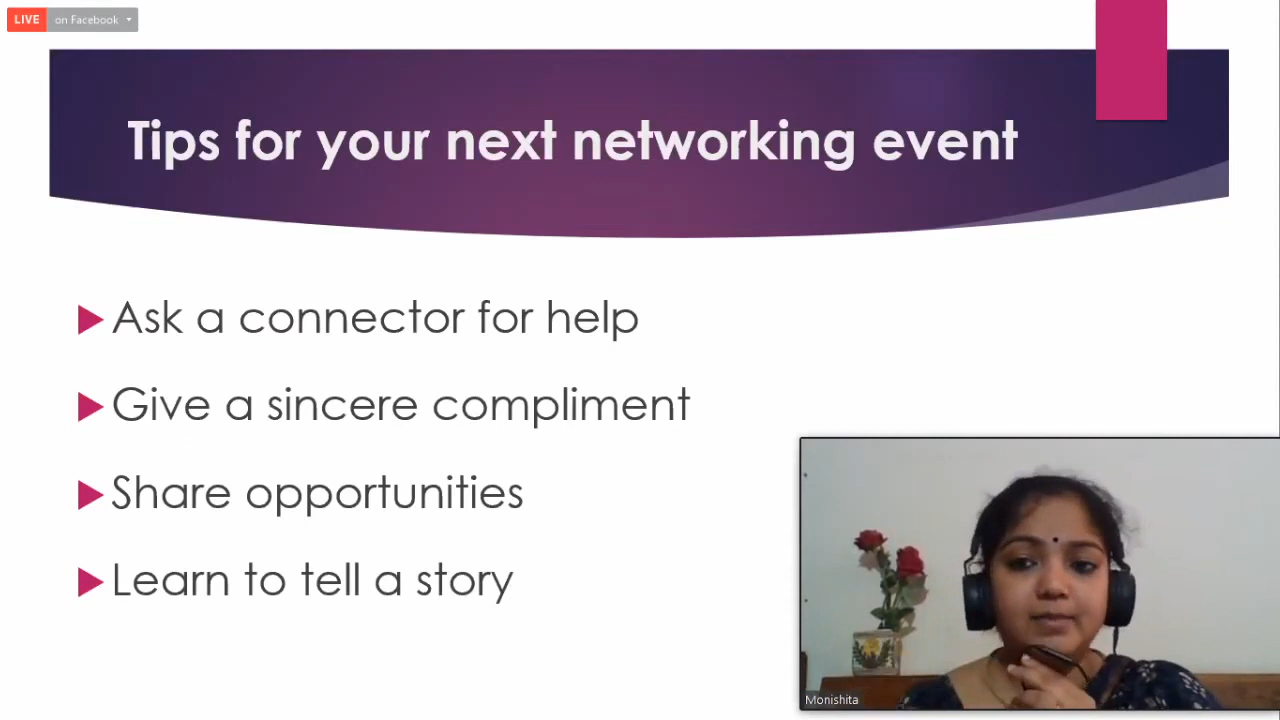 LIVE on Facebook
Tips for your next networking event
Ask a connector for help
Give a sincere compliment
Share opportunities
Learn to tell a story
Monishita